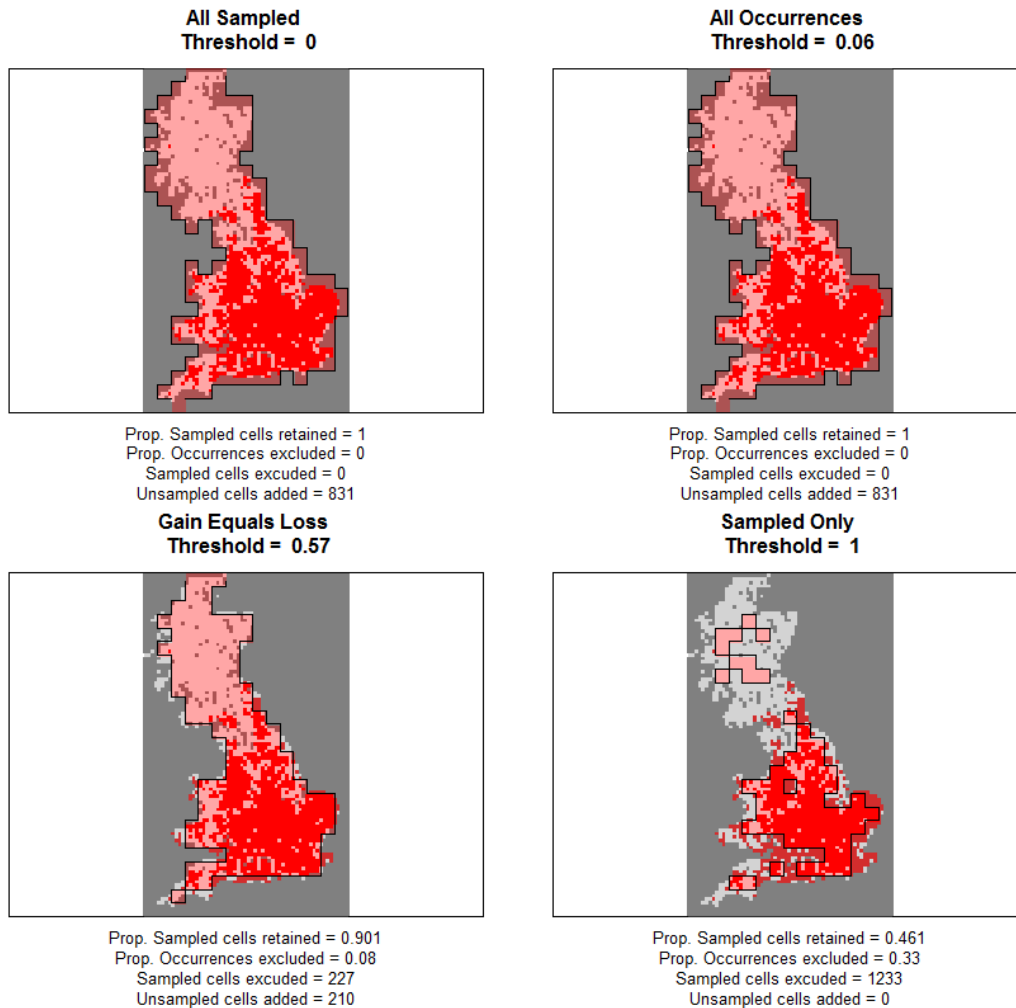 All Sampled
Threshold =  0
Prop. Sampled cells retained = 1
Prop. Occurrences excluded = 0
Sampled cells excuded = 0
Unsampled cells added = 831
All Occurrences
Threshold =  0.06
Prop. Sampled cells retained = 1
Prop. Occurrences excluded = 0
Sampled cells excuded = 0
Unsampled cells added = 831
Gain Equals Loss
Threshold =  0.57
Prop. Sampled cells retained = 0.901
Prop. Occurrences excluded = 0.08
Sampled cells excuded = 227
Unsampled cells added = 210
Sampled Only
Threshold =  1
Prop. Sampled cells retained = 0.461
Prop. Occurrences excluded = 0.33
Sampled cells excuded = 1233
Unsampled cells added = 0